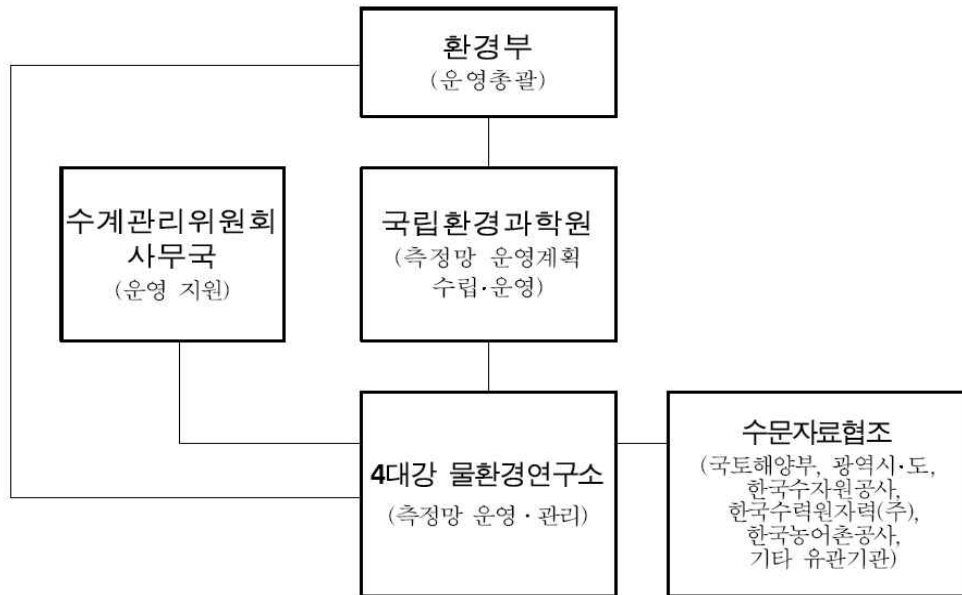 환경부
(운영총괄)
수계관리위원회
사무국
(운영 지원)
국립환경과학원
(측정망 운영계획
수립·운영)
4대강 물환경연구소
(측정망 운영·관리)
수문자료협조
(국토해양부, 광역시·도,
한국수자원공사,
한국수력원자력(주),
한국농어촌공사,
기타 유관기관)